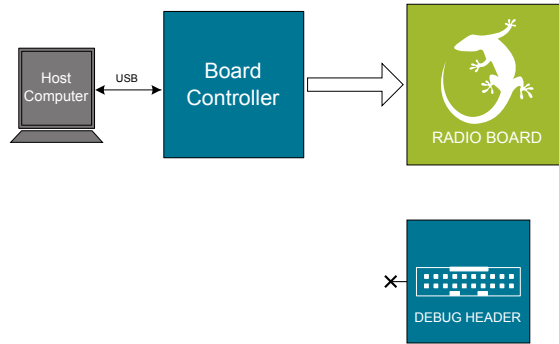 Host
Computer
USB
Board
Controller
RADIO BOARD
DEBUG HEADER